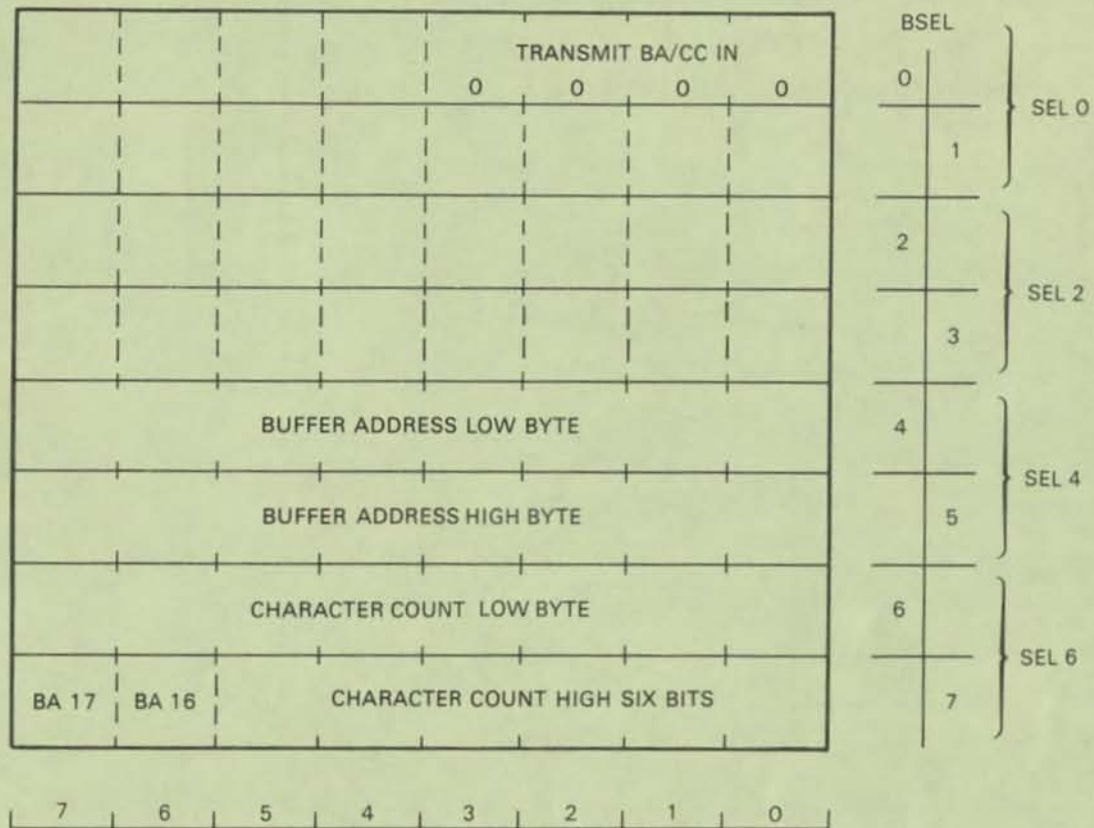 BSEL
TRANSMIT BA/CC IN
0 0 0 0
0
SEL 0
1
2
SEL 2
3
BUFFER ADDRESS LOW BYTE
4
SEL 4
BUFFER ADDRESS HIGH BYTE
5
CHARACTER COUNT LOW BYTE
6
SEL 6
BA 17 BA 16 CHARACTER COUNT HIGH SIX BITS
7
7 6 5 4 3 2 1 0